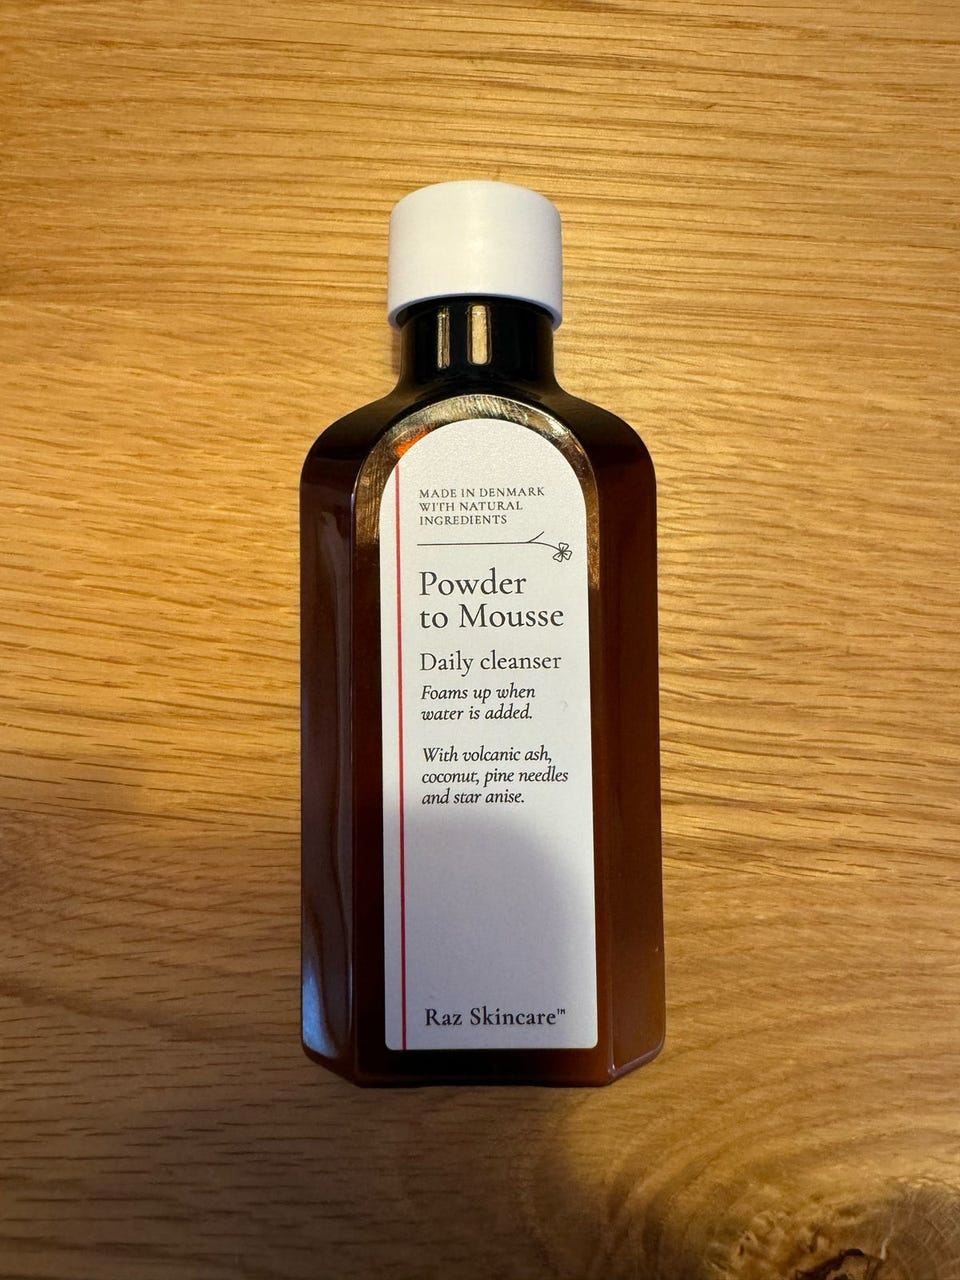 MADE IN DENMARK
WITH NATURAL
INGREDIENTS
Powder
to Mousse
Daily cleanser
Foams up when
water is added.
With volcanic ash,
coconut, pine needles
and star anise.
Raz Skincare™